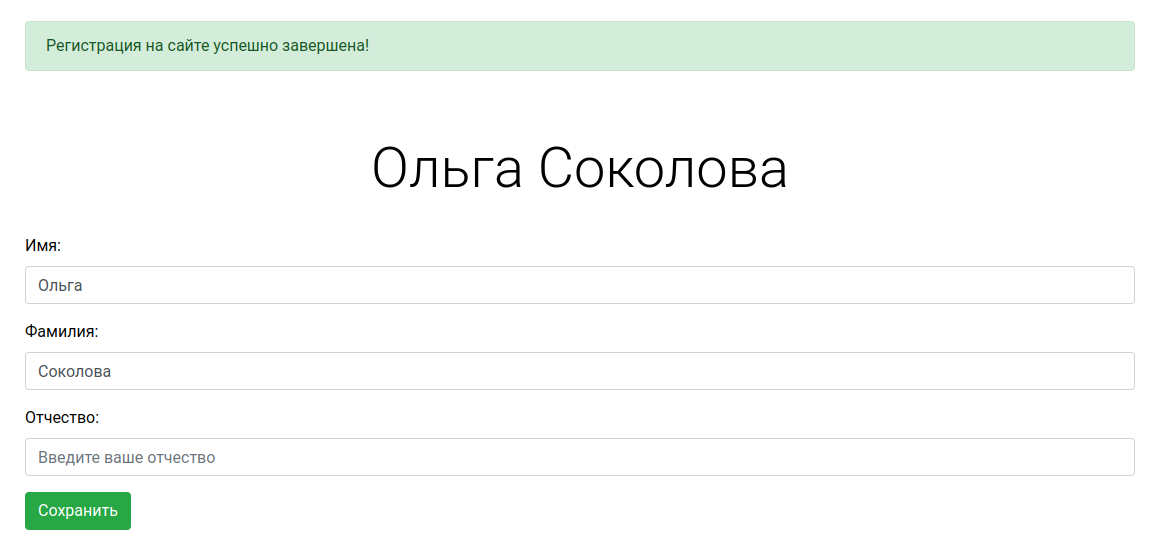 Регистрация на сайте успешно завершена!
Ольга Соколова
Имя:
Ольга
Фамилия:
Соколова
Отчество:
Введите ваше отчество
Сохранить